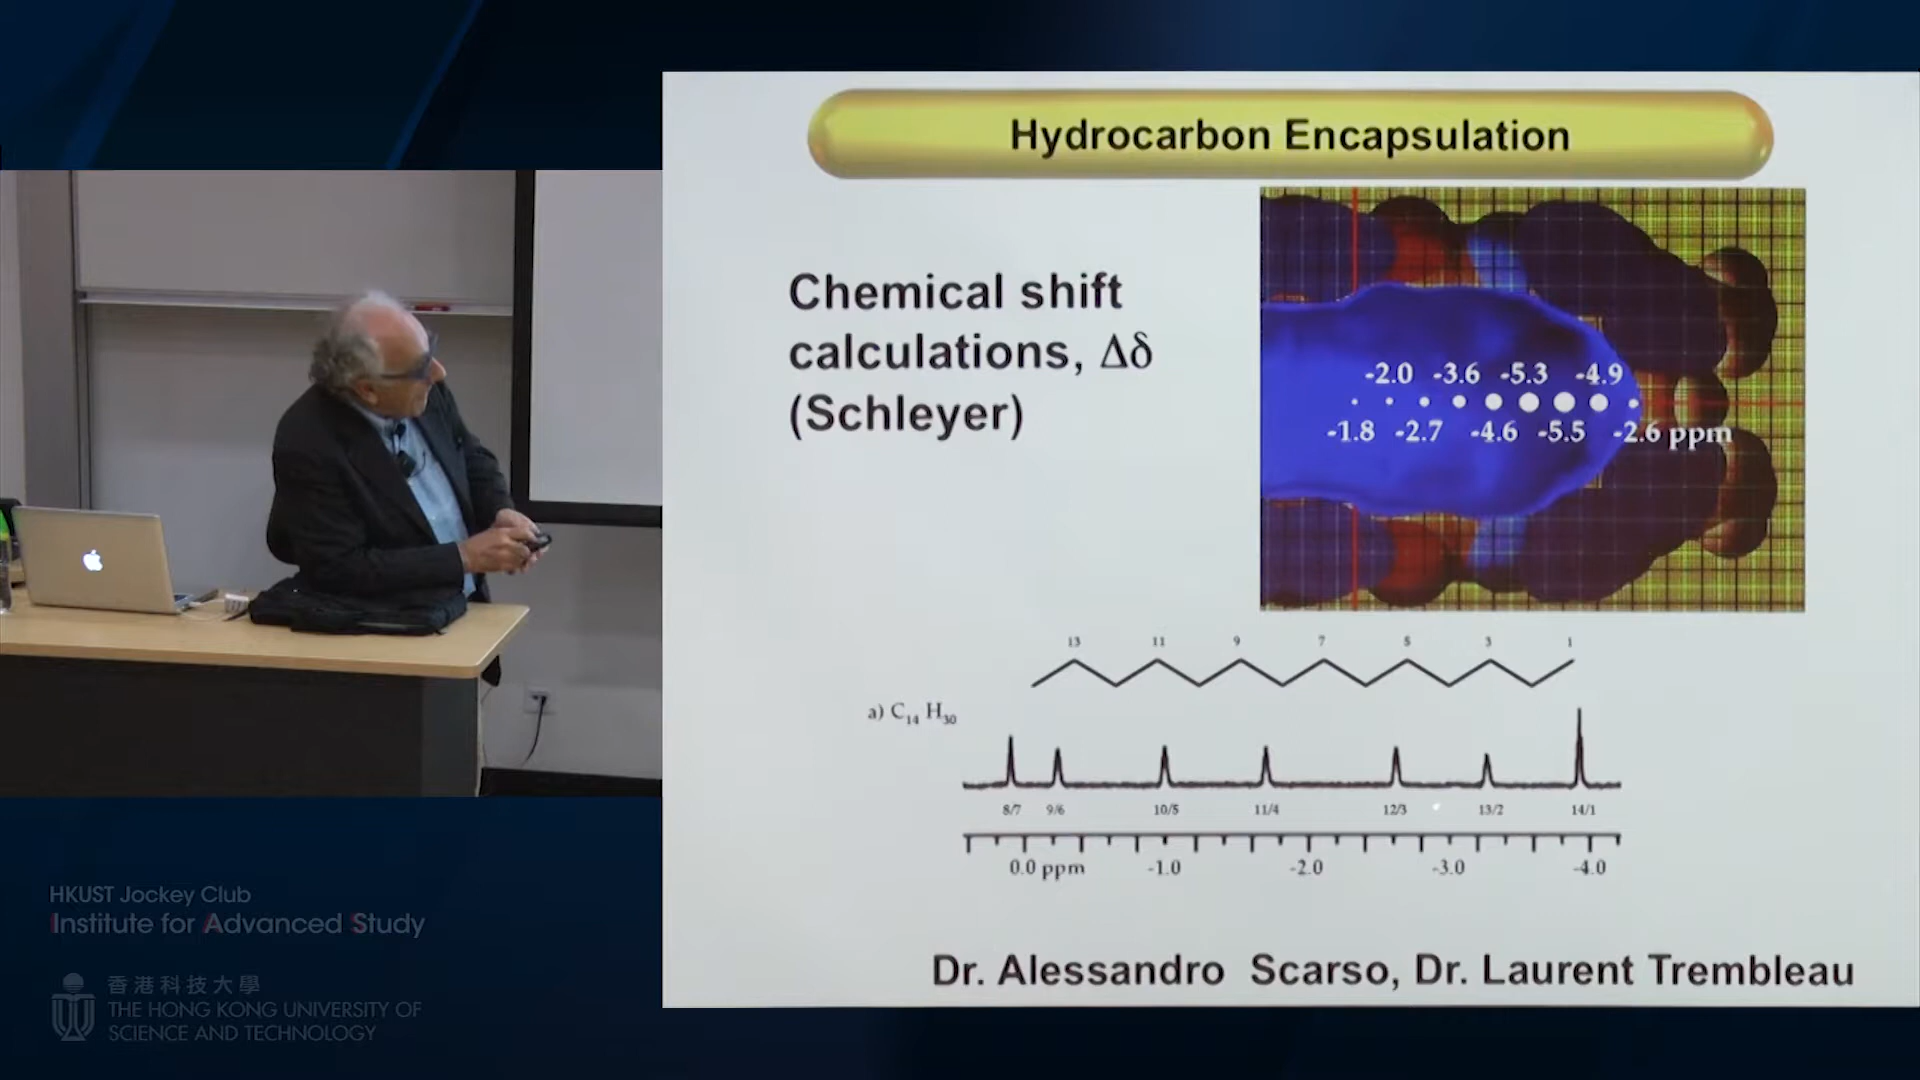 Hydrocarbon Encapsulation
Chemical shift
calculations, Δδ
(Schleyer)
-2.0 -3.6 -5.3 -4.9
-1.8 -2.7 -4.6 -5.5 -2.6 ppm
13 11 9 7 5 3 1
a) C₁₄ H₃₀
8/7 9/6 10/5 11/4 12/3 13/2 14/1
0.0 ppm -1.0 -2.0 -3.0 -4.0
Dr. Alessandro Scarso, Dr. Laurent Trembleau
HKUST Jockey Club
Institute for Advanced Study
香港科技大學
THE HONG KONG UNIVERSITY OF
SCIENCE AND TECHNOLOGY